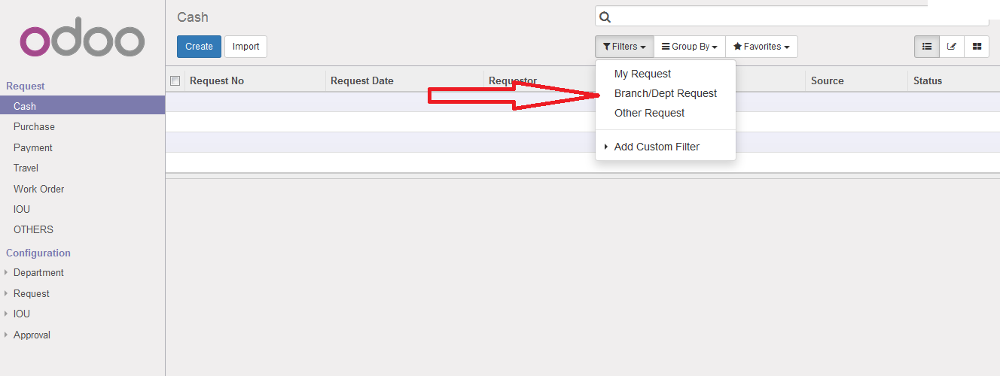 odoo
Cash
Create
Import
Filters
Group By
Favorites
Request
Cash
Purchase
Payment
Travel
Work Order
IOU
OTHERS
Configuration
Department
Request
IOU
Approval
Request No
Request Date
Requestor
Source
Status
My Request
Branch/Dept Request
Other Request
Add Custom Filter